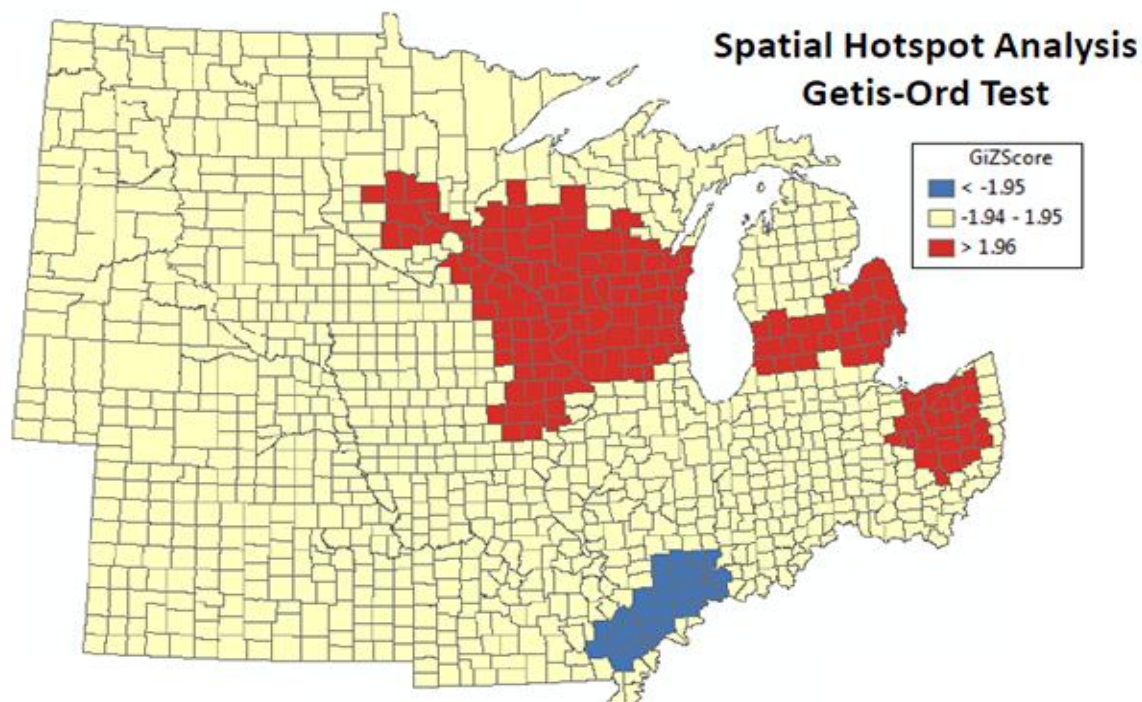 Spatial Hotspot Analysis
Getis-Ord Test
GiZScore
< -1.95
-1.94 - 1.95
> 1.96